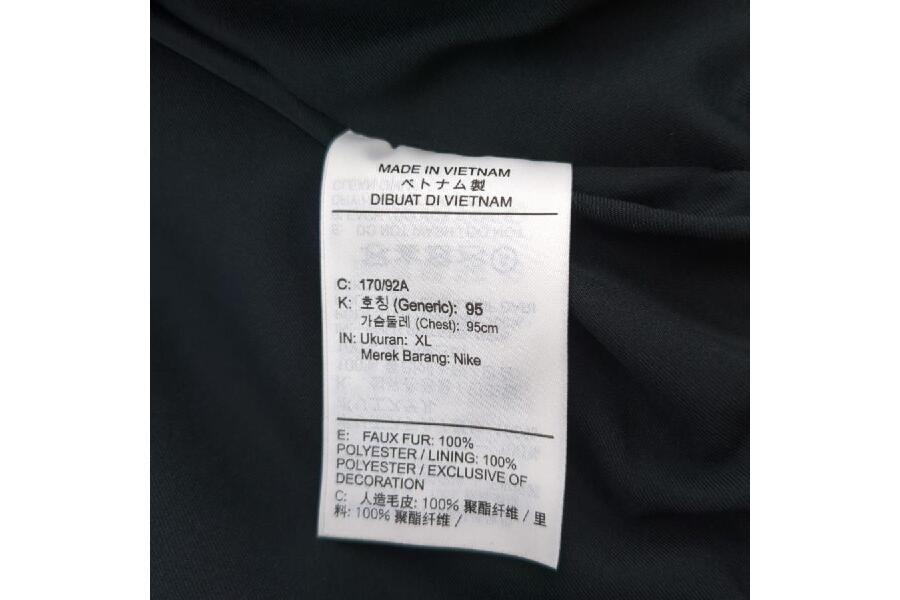 MADE IN VIETNAM
ベトナム製
DIBUAT DI VIETNAM
C: 170/92A
K: 호칭 (Generic): 95
가슴둘레 (Chest): 95cm
IN: Ukuran: XL
Merek Barang: Nike
E: FAUX FUR: 100%
POLYESTER / LINING: 100%
POLYESTER / EXCLUSIVE OF
DECORATION
C: 人造毛皮: 100% 聚酯纤维 / 里
料: 100% 聚酯纤维 /